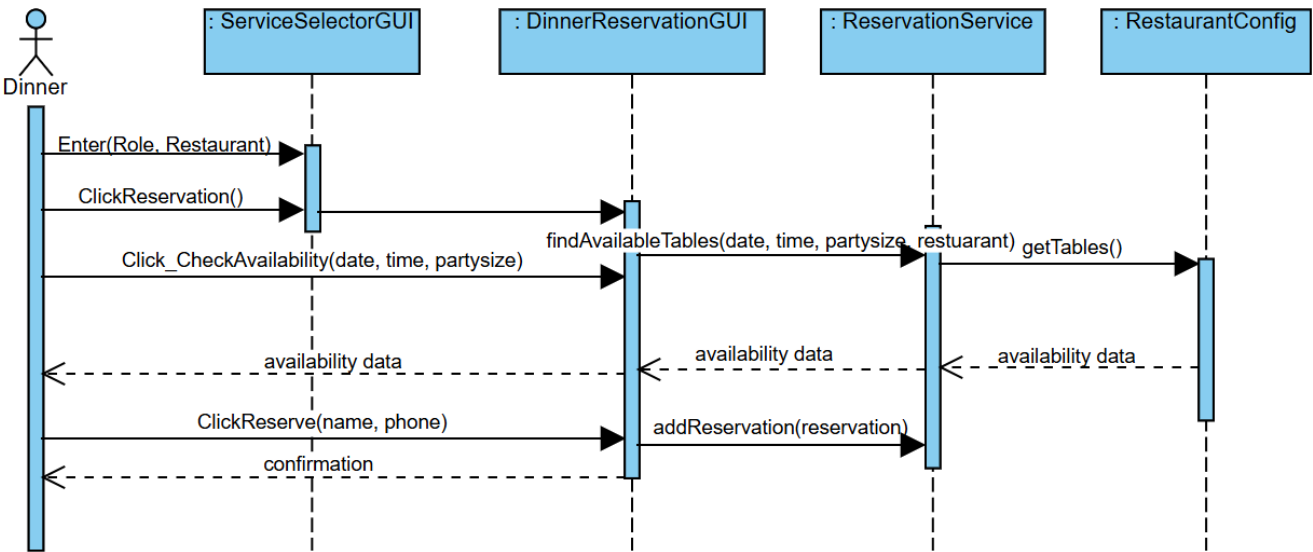 : ServiceSelectorGUI
: DinnerReservationGUI
: ReservationService
: RestaurantConfig
Dinner
Enter(Role, Restaurant)
ClickReservation()
findAvailableTables(date, time, partysize, restuarant)
getTables()
Click_CheckAvailability(date, time, partysize)
availability data
availability data
availability data
ClickReserve(name, phone)
addReservation(reservation)
confirmation